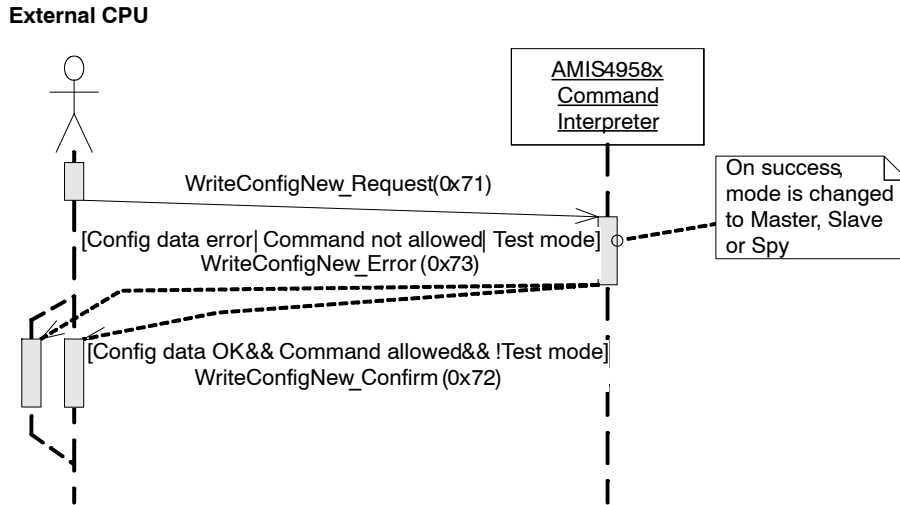 External CPU
AMIS4958x
Command
Interpreter
On success,
mode is changed
to Master, Slave
or Spy
WriteConfigNew_Request(0x71)
[Config data error| Command not allowed| Test mode]
WriteConfigNew_Error (0x73)
[Config data OK&& Command allowed&& !Test mode]
WriteConfigNew_Confirm (0x72)